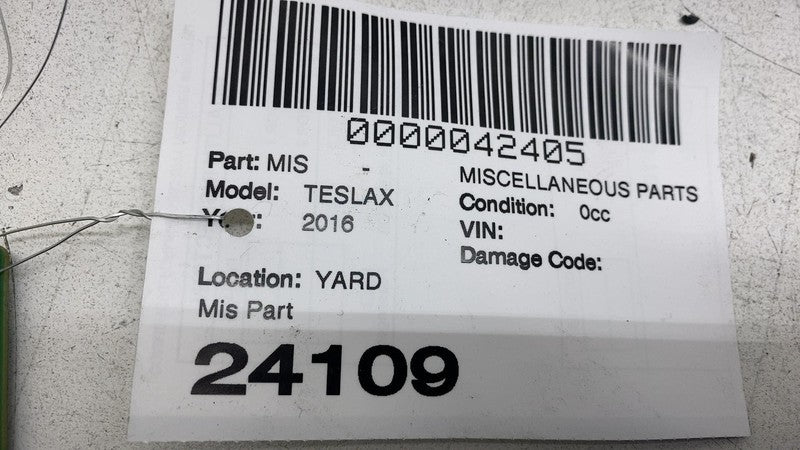 0000042405
Part: MIS - MISCELLANEOUS PARTS
Model: TESLAX Condition: 0cc
2016 VIN:
Damage Code:
Location: YARD
Mis Part
24109